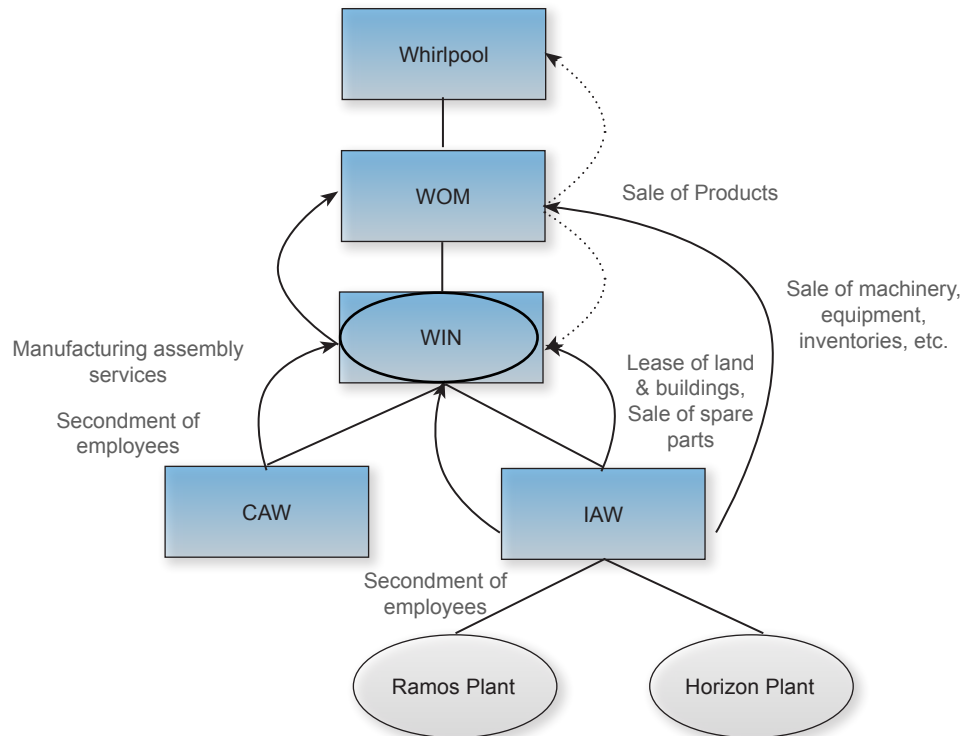 Whirlpool
WOM
Sale of Products
Sale of machinery,
equipment,
inventories, etc.
WIN
Manufacturing assembly
services
Lease of land
& buildings,
Sale of spare
parts
Secondment of
employees
CAW
IAW
Secondment of
employees
Ramos Plant
Horizon Plant